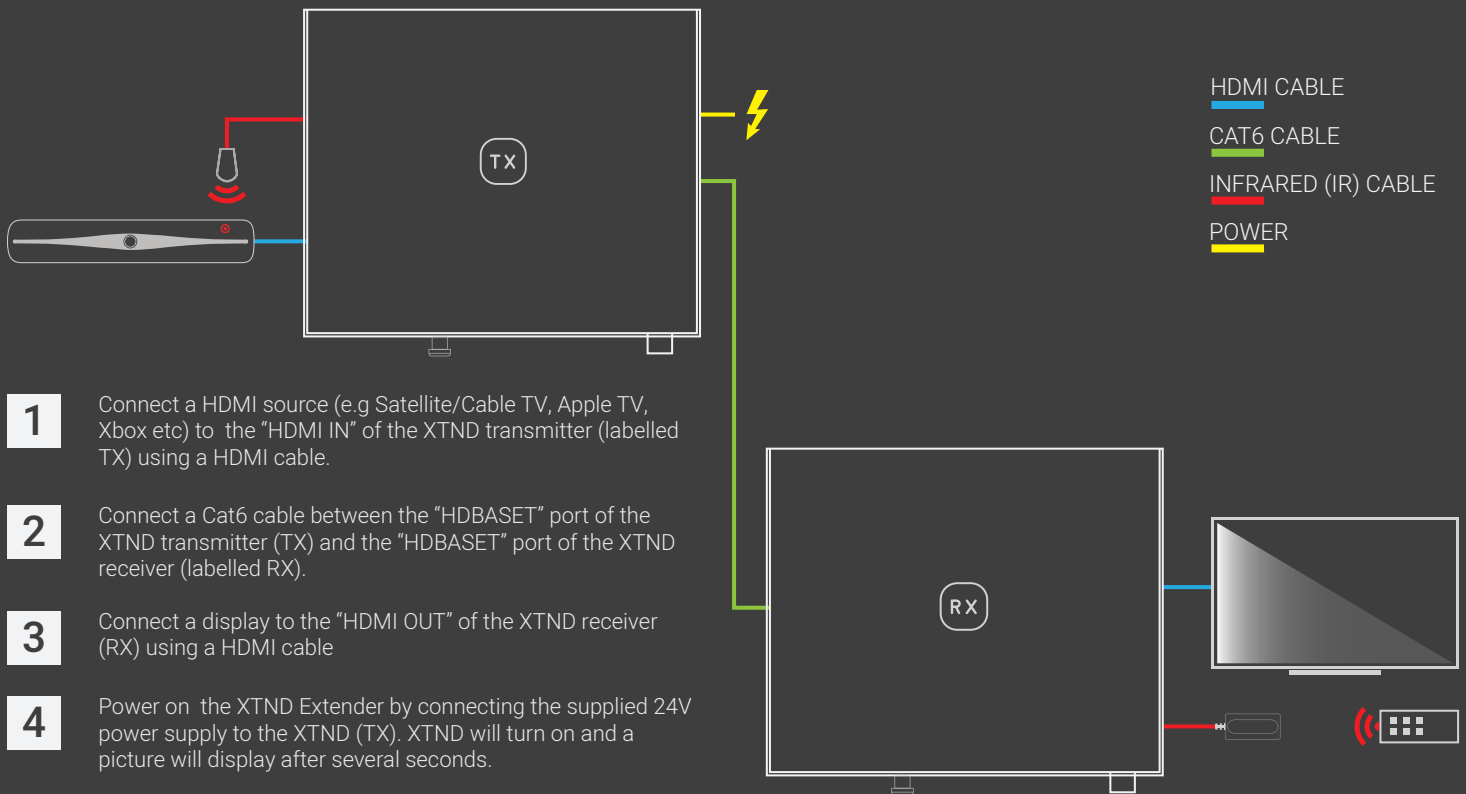 TX
HDMI CABLE
CAT6 CABLE
INFRARED (IR) CABLE
POWER
1
Connect a HDMI source (e.g Satellite/Cable TV, Apple TV,
Xbox etc) to  the “HDMI IN” of the XTND transmitter (labelled
TX) using a HDMI cable.
2
Connect a Cat6 cable between the “HDBASET” port of the
XTND transmitter (TX) and the “HDBASET” port of the XTND
receiver (labelled RX).
3
Connect a display to the “HDMI OUT” of the XTND receiver
(RX) using a HDMI cable
4
Power on  the XTND Extender by connecting the supplied 24V
power supply to the XTND (TX). XTND will turn on and a
picture will display after several seconds.
RX